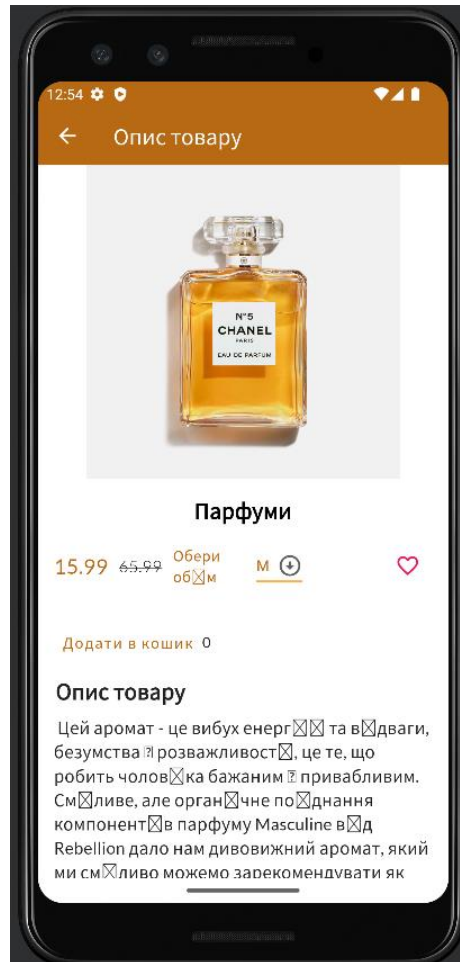 12:54
Опис товару
N°5
CHANEL
PARIS
EAU DE PARFUM
Парфуми
15.99 65.99 Обери
об☒м
M
Додати в кошик 0
Опис товару
Цей аромат - це вибух енерг☒☒ та в☒дваги,
безумства ⍰ розважливост☒, це те, що
робить чолов☒ка бажаним ⍰ привабливим.
См☒ливе, але орган☒чне по☒днання
компонент☒в парфуму Masculine в☒д
Rebellion дало нам дивовижний аромат, який
ми см☒ливо можемо зарекомендувати як